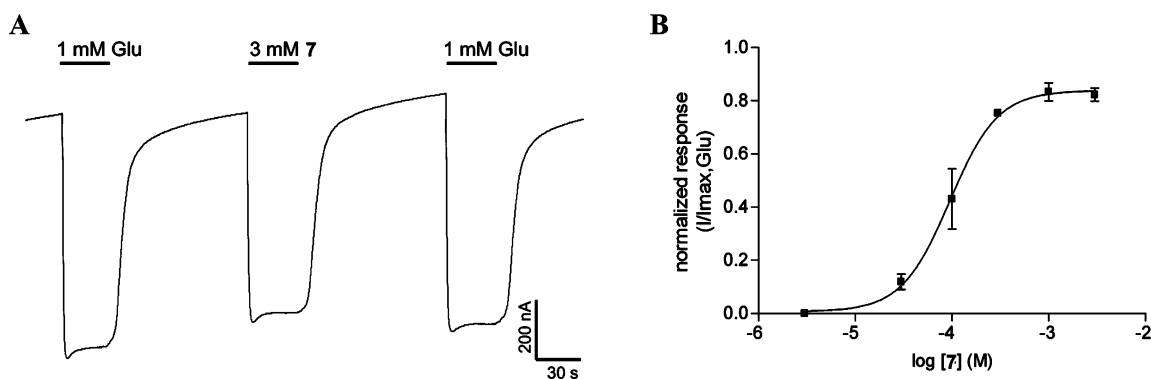 A
1 mM Glu
3 mM 7
1 mM Glu
200 nA
30 s
B
normalized response
(I/Imax,Glu)
1.0
0.8
0.6
0.4
0.2
0.0
-6 -5 -4 -3 -2
log [7] (M)